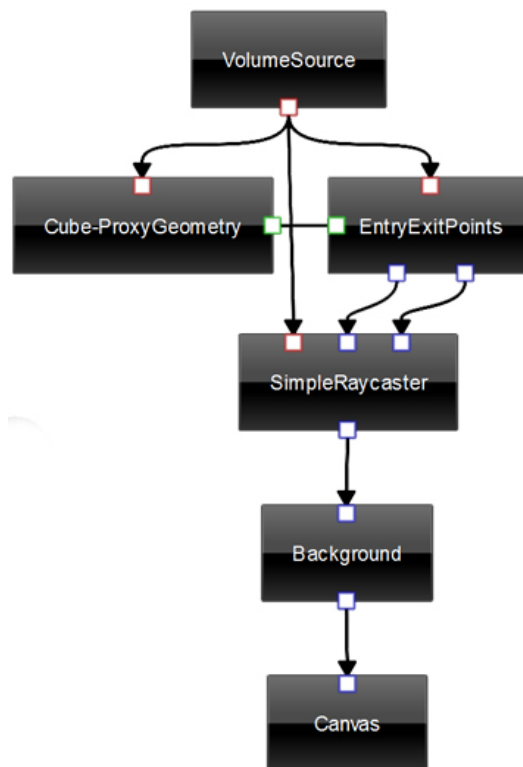 VolumeSource
Cube-ProxyGeometry
EntryExitPoints
SimpleRaycaster
Background
Canvas